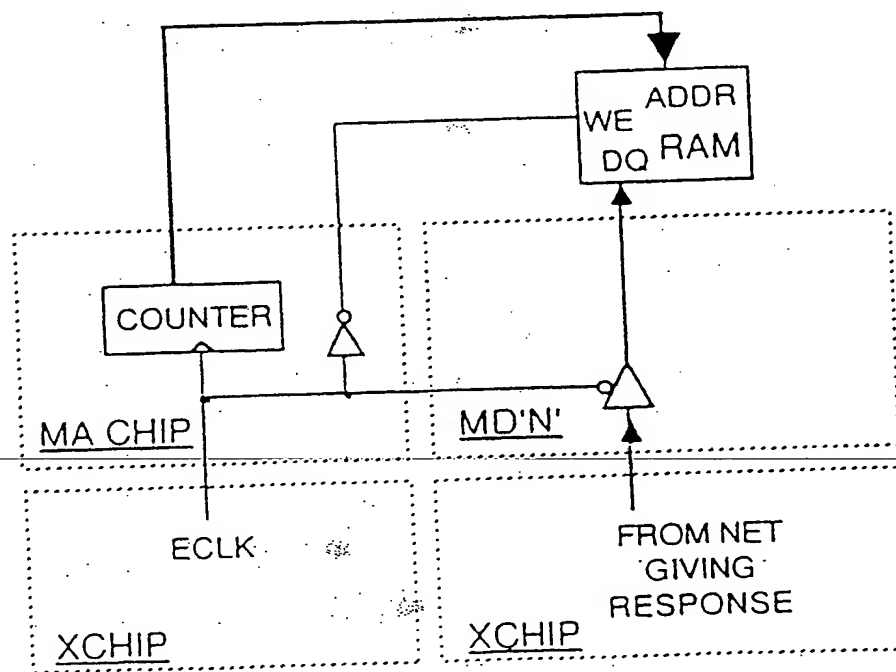 ADDR
WE
DQ RAM
COUNTER
MA CHIP
MD'N'
ECLK
FROM NET
GIVING
RESPONSE
XCHIP
XCHIP